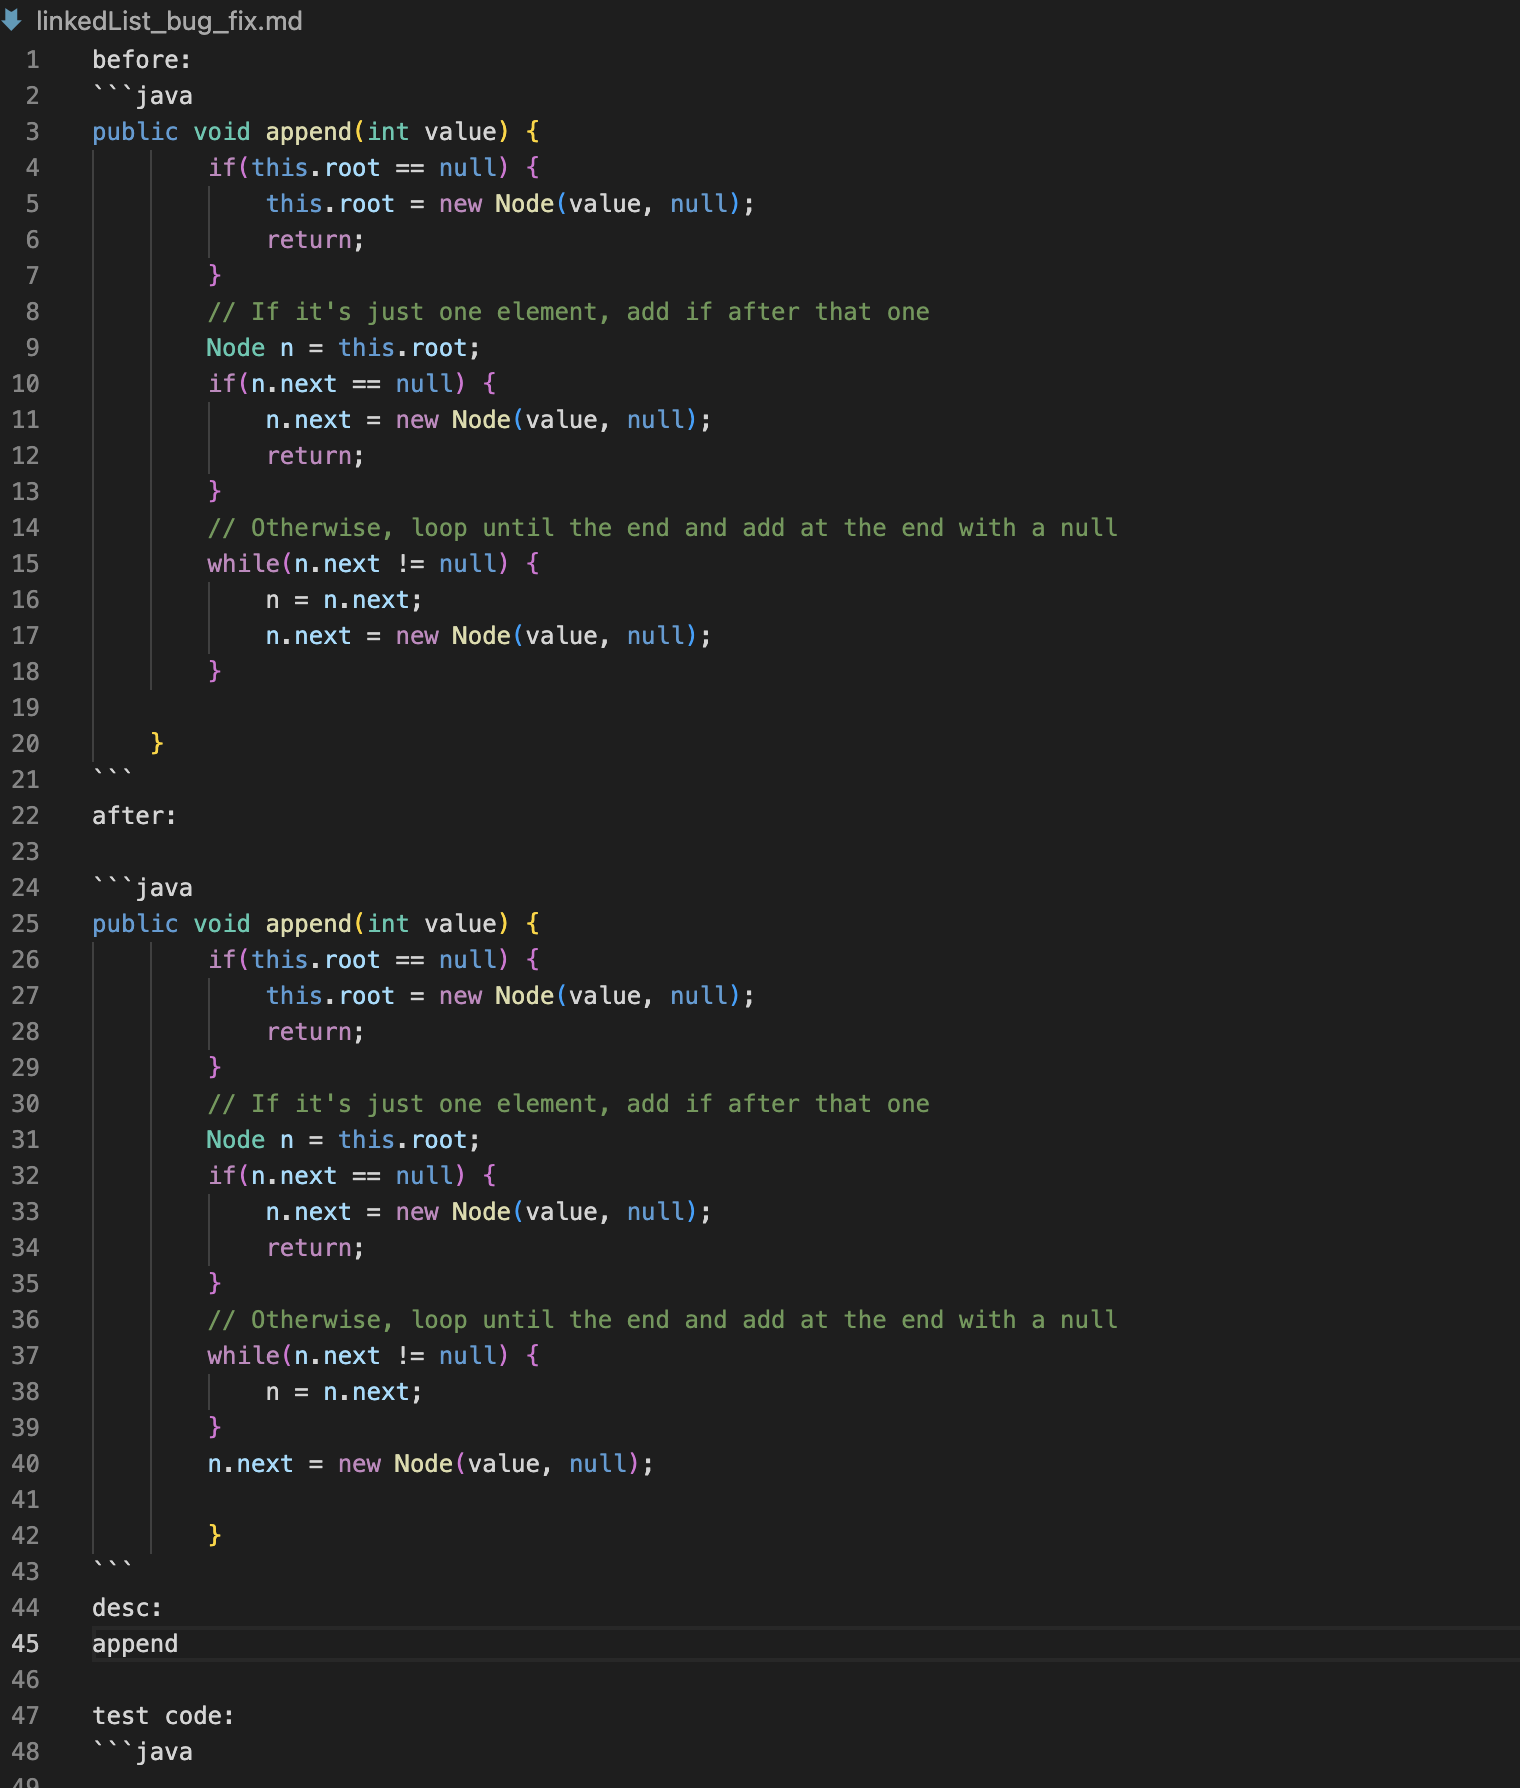 linkedList_bug_fix.md
1 before:
2 ```java
3 public void append(int value) {
4         if(this.root == null) {
5             this.root = new Node(value, null);
6             return;
7         }
8         // If it's just one element, add if after that one
9         Node n = this.root;
10         if(n.next == null) {
11             n.next = new Node(value, null);
12             return;
13         }
14         // Otherwise, loop until the end and add at the end with a null
15         while(n.next != null) {
16             n = n.next;
17             n.next = new Node(value, null);
18         }
19
20     }
21 ```
22 after:
23
24 ```java
25 public void append(int value) {
26         if(this.root == null) {
27             this.root = new Node(value, null);
28             return;
29         }
30         // If it's just one element, add if after that one
31         Node n = this.root;
32         if(n.next == null) {
33             n.next = new Node(value, null);
34             return;
35         }
36         // Otherwise, loop until the end and add at the end with a null
37         while(n.next != null) {
38             n = n.next;
39         }
40         n.next = new Node(value, null);
41
42         }
43 ```
44 desc:
45 append
46
47 test code:
48 ```java
49